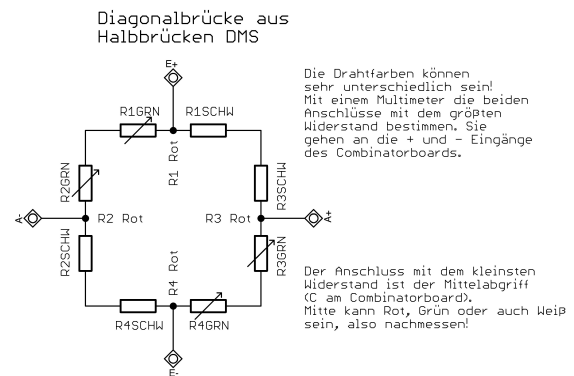 Diagonalbrücke aus
Halbbrücken DMS
E+
R1GRN
R1SCHW
R1 Rot
R2GRN
R3SCHW
A-
R2 Rot
R3 Rot
A+
R2SCHW
R4 Rot
R3GRN
R4SCHW
R4GRN
E-
Die Drahtfarben können
sehr unterschiedlich sein!
Mit einem Multimeter die beiden
Anschlüsse mit dem größten
Widerstand bestimmen. Sie
gehen an die + und - Eingänge
des Combinatorboards.
Der Anschluss mit dem kleinsten
Widerstand ist der Mittelabgriff
(C am Combinatorboard).
Mitte kann Rot, Grün oder auch Weiß
sein, also nachmessen!